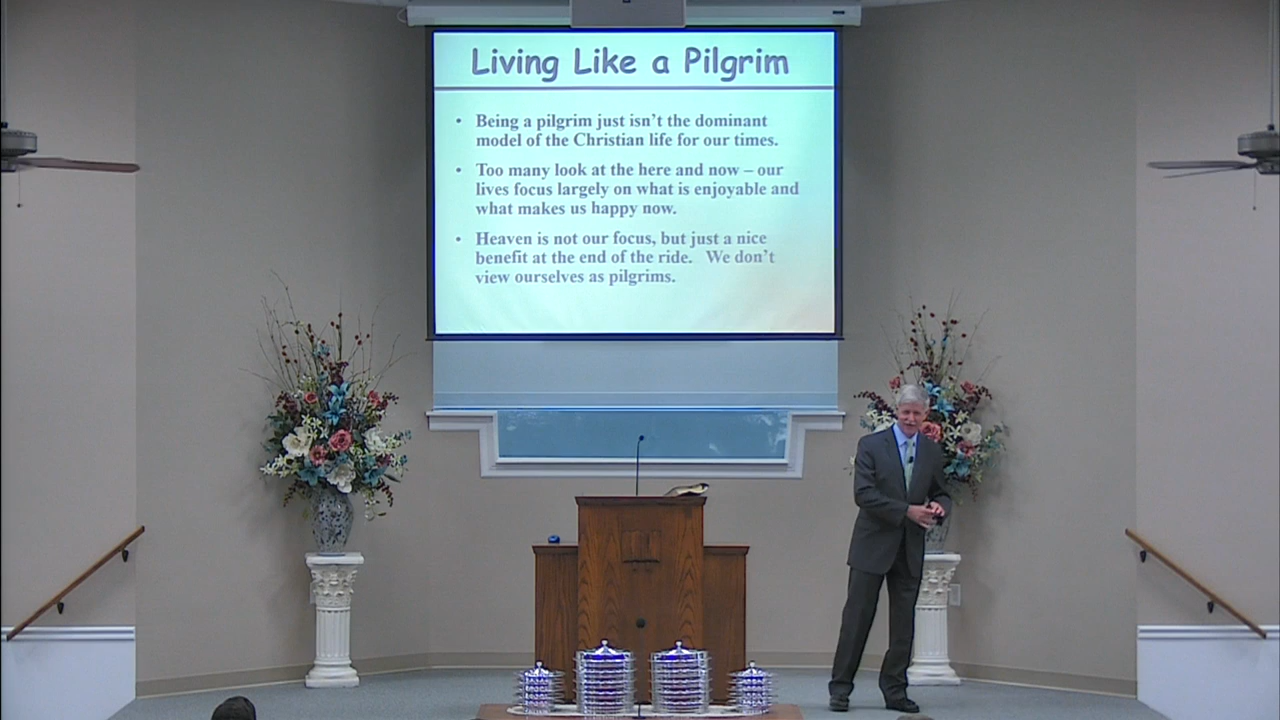 Living Like a Pilgrim
• Being a pilgrim just isn't the dominant
model of the Christian life for our times.
• Too many look at the here and now – our
lives focus largely on what is enjoyable and
what makes us happy now.
• Heaven is not our focus, but just a nice
benefit at the end of the ride. We don't
view ourselves as pilgrims.